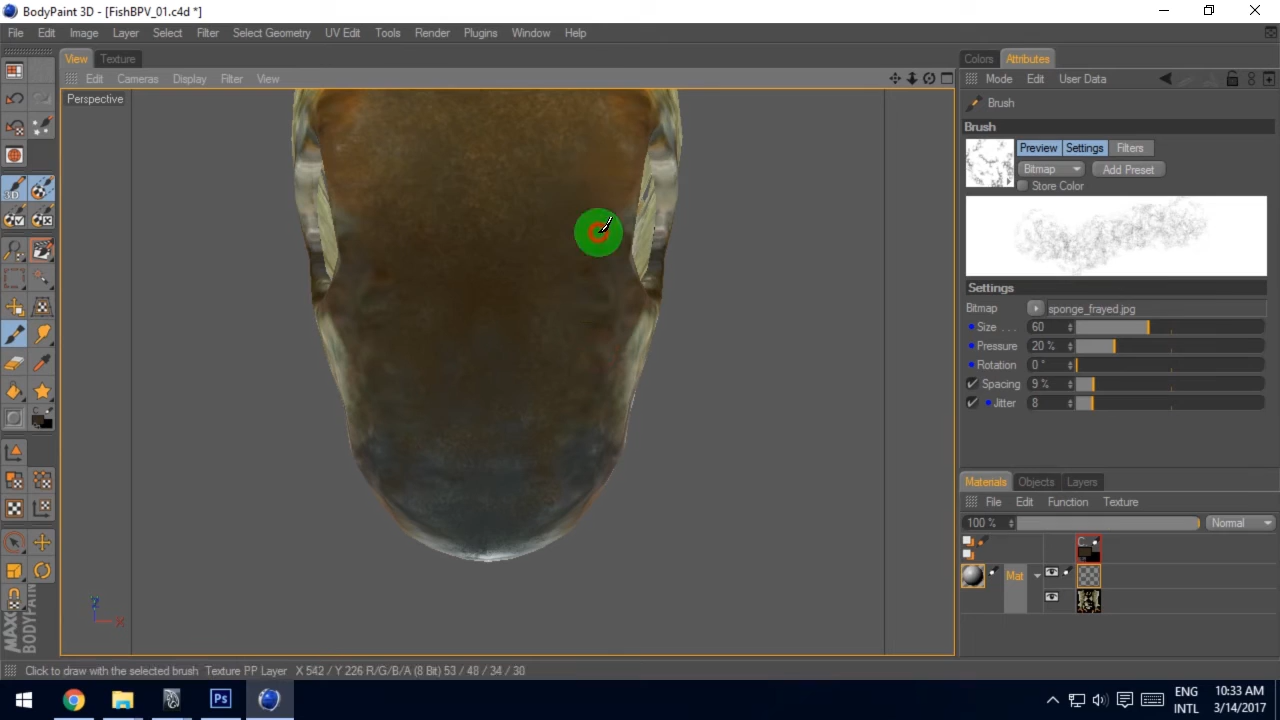 BodyPaint 3D - [FishBPV_01.c4d *]
File Edit Image Layer Select Filter Select Geometry UV Edit Tools Render Plugins Window Help
View Texture
Edit Cameras Display Filter View
Perspective
Colors Attributes
Mode Edit User Data
Brush
Brush
Preview Settings Filters
Bitmap Add Preset
Store Color
Settings
Bitmap sponge_frayed.jpg
Size . . . 60
Pressure 20 %
Rotation 0 °
Spacing 9 %
Jitter 8
Materials Objects Layers
File Edit Function Texture
100 % Normal
C..
Mat
3D
C..
Z
X
BODYPAINT
Click to draw with the selected brush Texture PP Layer X 542 / Y 226 R/G/B/A (8 Bit) 53 / 48 / 34 / 38
Ps
ENG
INTL
10:33 AM
3/14/2017